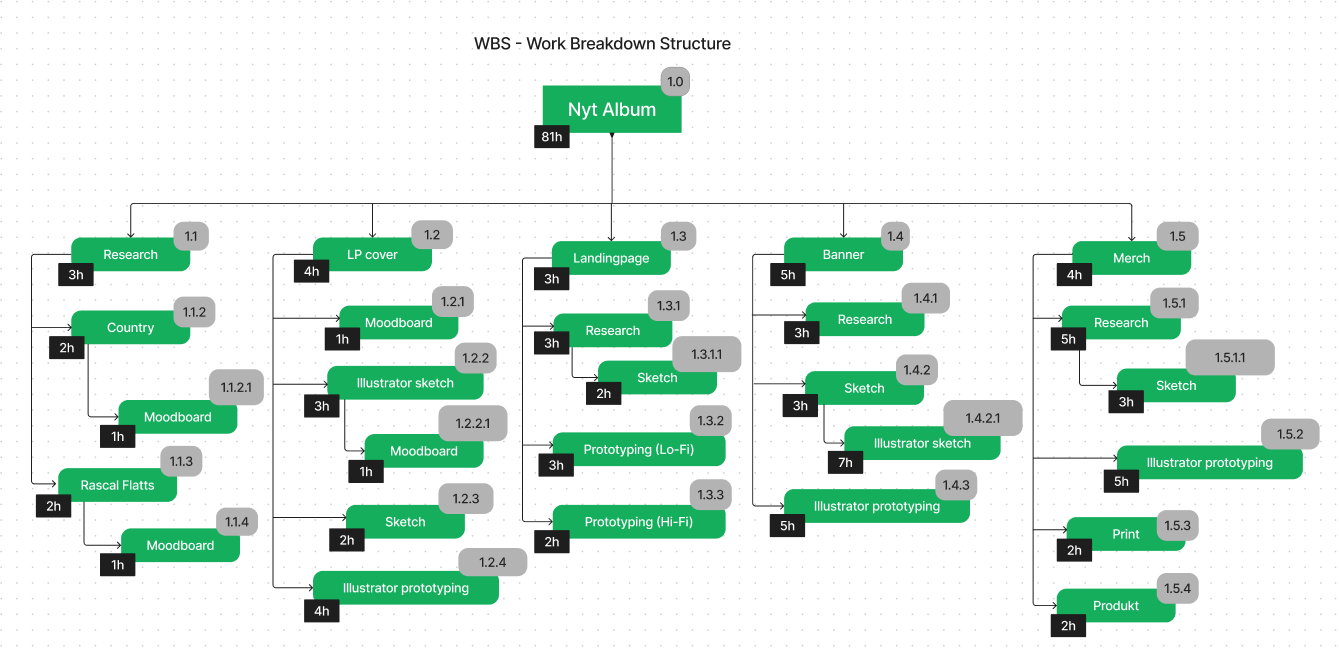 WBS - Work Breakdown Structure
1.0
Nyt Album
81h
1.1
Research
3h
1.1.2
Country
2h
1.1.2.1
Moodboard
1h
1.1.3
Rascal Flatts
2h
1.1.4
Moodboard
1h
1.2
LP cover
4h
1.2.1
Moodboard
1h
1.2.2
Illustrator sketch
3h
1.2.2.1
Moodboard
1h
1.2.3
Sketch
2h
1.2.4
Illustrator prototyping
4h
1.3
Landingpage
3h
1.3.1
Research
3h
1.3.1.1
Sketch
2h
1.3.2
Prototyping (Lo-Fi)
3h
1.3.3
Prototyping (Hi-Fi)
2h
1.4
Banner
5h
1.4.1
Research
3h
1.4.2
Sketch
3h
1.4.2.1
Illustrator sketch
7h
1.4.3
Illustrator prototyping
5h
1.5
Merch
4h
1.5.1
Research
5h
1.5.1.1
Sketch
3h
1.5.2
Illustrator prototyping
5h
1.5.3
Print
2h
1.5.4
Produkt
2h